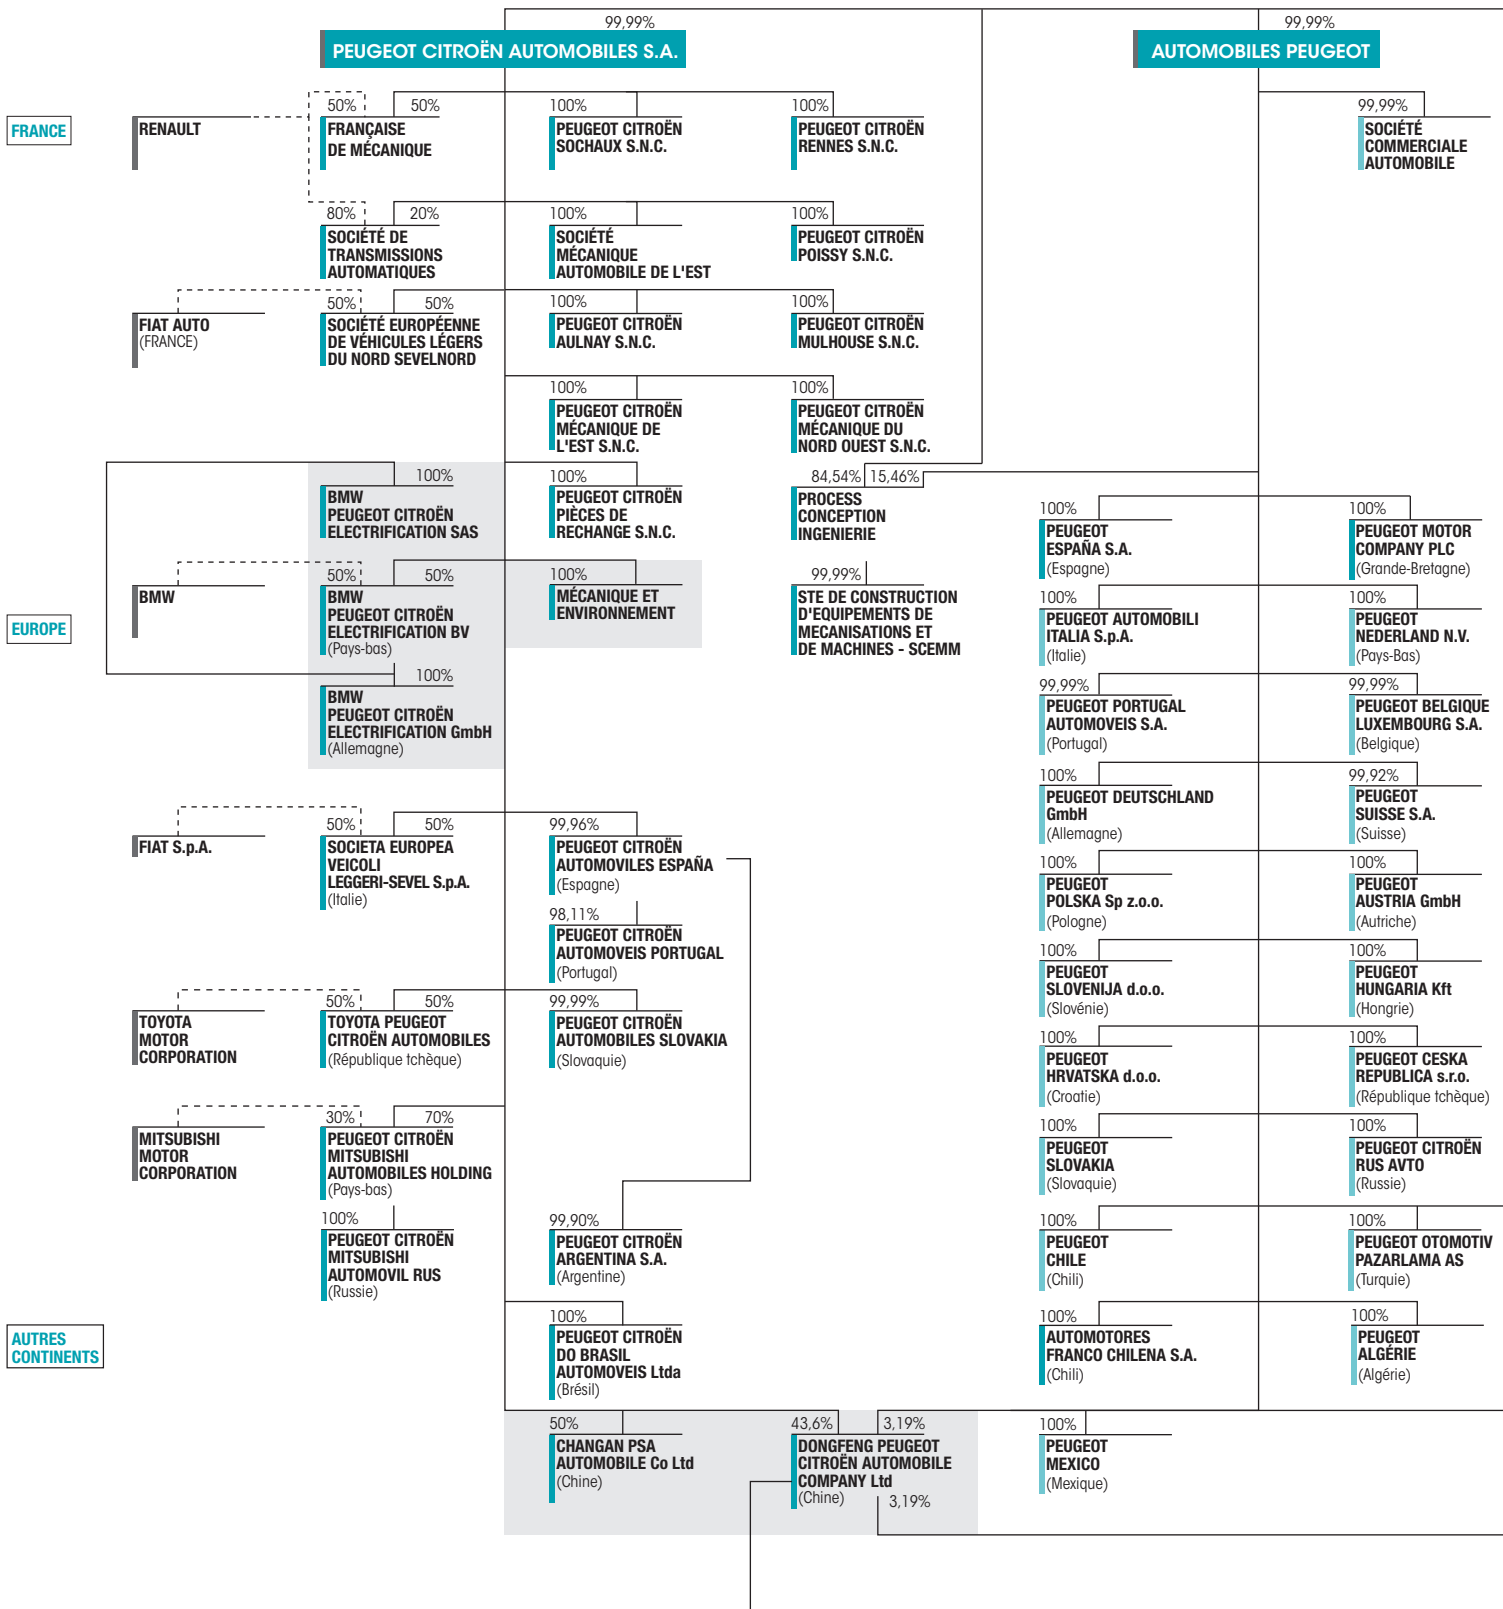 99,99%
PEUGEOT CITROËN AUTOMOBILES S.A.
99,99%
AUTOMOBILES PEUGEOT
FRANCE
RENAULT
50% 50%
FRANÇAISE
DE MÉCANIQUE
100%
PEUGEOT CITROËN
SOCHAUX S.N.C.
100%
PEUGEOT CITROËN
RENNES S.N.C.
99,99%
SOCIÉTÉ
COMMERCIALE
AUTOMOBILE
80% 20%
SOCIÉTÉ DE
TRANSMISSIONS
AUTOMATIQUES
100%
SOCIÉTÉ
MÉCANIQUE
AUTOMOBILE DE L'EST
100%
PEUGEOT CITROËN
POISSY S.N.C.
FIAT AUTO
(FRANCE)
50% 50%
SOCIÉTÉ EUROPÉENNE
DE VÉHICULES LÉGERS
DU NORD SEVELNORD
100%
PEUGEOT CITROËN
AULNAY S.N.C.
100%
PEUGEOT CITROËN
MULHOUSE S.N.C.
100%
PEUGEOT CITROËN
MÉCANIQUE DE
L'EST S.N.C.
100%
PEUGEOT CITROËN
MÉCANIQUE DU
NORD OUEST S.N.C.
100%
BMW
PEUGEOT CITROËN
ELECTRIFICATION SAS
100%
PEUGEOT CITROËN
PIÈCES DE
RECHANGE S.N.C.
84,54% 15,46%
PROCESS
CONCEPTION
INGENIERIE
100%
PEUGEOT
ESPAÑA S.A.
(Espagne)
100%
PEUGEOT MOTOR
COMPANY PLC
(Grande-Bretagne)
EUROPE
BMW
50% 50%
BMW
PEUGEOT CITROËN
ELECTRIFICATION BV
(Pays-bas)
100%
MÉCANIQUE ET
ENVIRONNEMENT
99,99%
STE DE CONSTRUCTION
D'EQUIPEMENTS DE
MECANISATIONS ET
DE MACHINES - SCEMM
100%
PEUGEOT AUTOMOBILI
ITALIA S.p.A.
(Italie)
100%
PEUGEOT
NEDERLAND N.V.
(Pays-Bas)
100%
BMW
PEUGEOT CITROËN
ELECTRIFICATION GmbH
(Allemagne)
99,99%
PEUGEOT PORTUGAL
AUTOMOVEIS S.A.
(Portugal)
99,99%
PEUGEOT BELGIQUE
LUXEMBOURG S.A.
(Belgique)
100%
PEUGEOT DEUTSCHLAND
GmbH
(Allemagne)
99,92%
PEUGEOT
SUISSE S.A.
(Suisse)
FIAT S.p.A.
50% 50%
SOCIETA EUROPEA
VEICOLI
LEGGERI-SEVEL S.p.A.
(Italie)
99,96%
PEUGEOT CITROËN
AUTOMOVILES ESPAÑA
(Espagne)
100%
PEUGEOT
POLSKA Sp z.o.o.
(Pologne)
100%
PEUGEOT
AUSTRIA GmbH
(Autriche)
98,11%
PEUGEOT CITROËN
AUTOMOVEIS PORTUGAL
(Portugal)
100%
PEUGEOT
SLOVENIJA d.o.o.
(Slovénie)
100%
PEUGEOT
HUNGARIA Kft
(Hongrie)
TOYOTA
MOTOR
CORPORATION
50% 50%
TOYOTA PEUGEOT
CITROËN AUTOMOBILES
(République tchèque)
99,99%
PEUGEOT CITROËN
AUTOMOBILES SLOVAKIA
(Slovaquie)
100%
PEUGEOT
HRVATSKA d.o.o.
(Croatie)
100%
PEUGEOT CESKA
REPUBLICA s.r.o.
(République tchèque)
MITSUBISHI
MOTOR
CORPORATION
30% 70%
PEUGEOT CITROËN
MITSUBISHI
AUTOMOBILES HOLDING
(Pays-bas)
100%
PEUGEOT
SLOVAKIA
(Slovaquie)
100%
PEUGEOT CITROËN
RUS AVTO
(Russie)
100%
PEUGEOT CITROËN
MITSUBISHI
AUTOMOVIL RUS
(Russie)
99,90%
PEUGEOT CITROËN
ARGENTINA S.A.
(Argentine)
100%
PEUGEOT
CHILE
(Chili)
100%
PEUGEOT OTOMOTIV
PAZARLAMA AS
(Turquie)
AUTRES
CONTINENTS
100%
PEUGEOT CITROËN
DO BRASIL
AUTOMOVEIS Ltda
(Brésil)
100%
AUTOMOTORES
FRANCO CHILENA S.A.
(Chili)
100%
PEUGEOT
ALGÉRIE
(Algérie)
50%
CHANGAN PSA
AUTOMOBILE Co Ltd
(Chine)
43,6% 3,19%
DONGFENG PEUGEOT
CITROËN AUTOMOBILE
COMPANY Ltd
(Chine)
3,19%
100%
PEUGEOT
MEXICO
(Mexique)